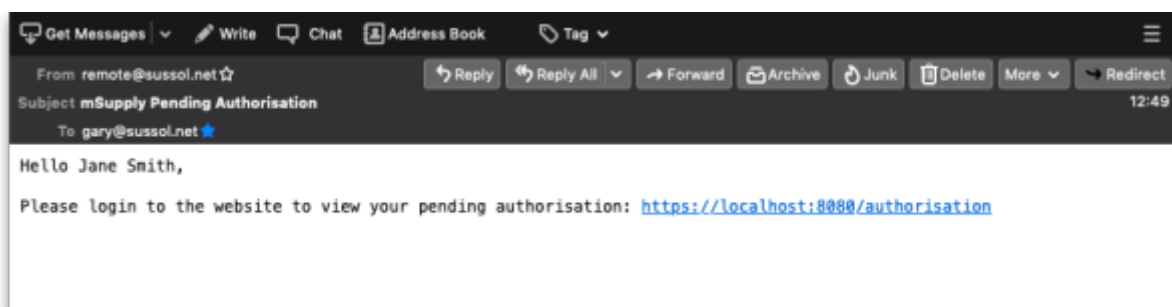 Get Messages Write Chat Address Book Tag
From remote@sussol.net Reply Reply All Forward Archive Junk Delete More Redirect
Subject mSupply Pending Authorisation 12:49
To gary@sussol.net
Hello Jane Smith,
Please login to the website to view your pending authorisation: https://localhost:8080/authorisation